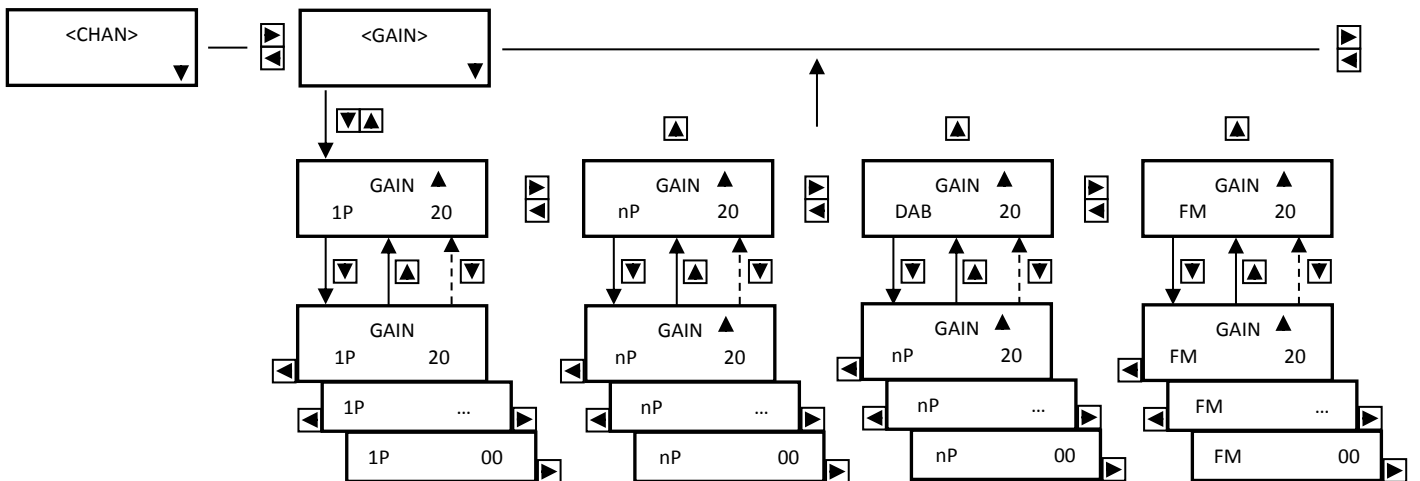 <CHAN>
<GAIN>
GAIN
1P 20
GAIN
nP 20
GAIN
DAB 20
GAIN
FM 20
GAIN
1P 20
GAIN
nP 20
GAIN
nP 20
GAIN
FM 20
1P ...
nP ...
nP ...
FM ...
1P 00
nP 00
nP 00
FM 00